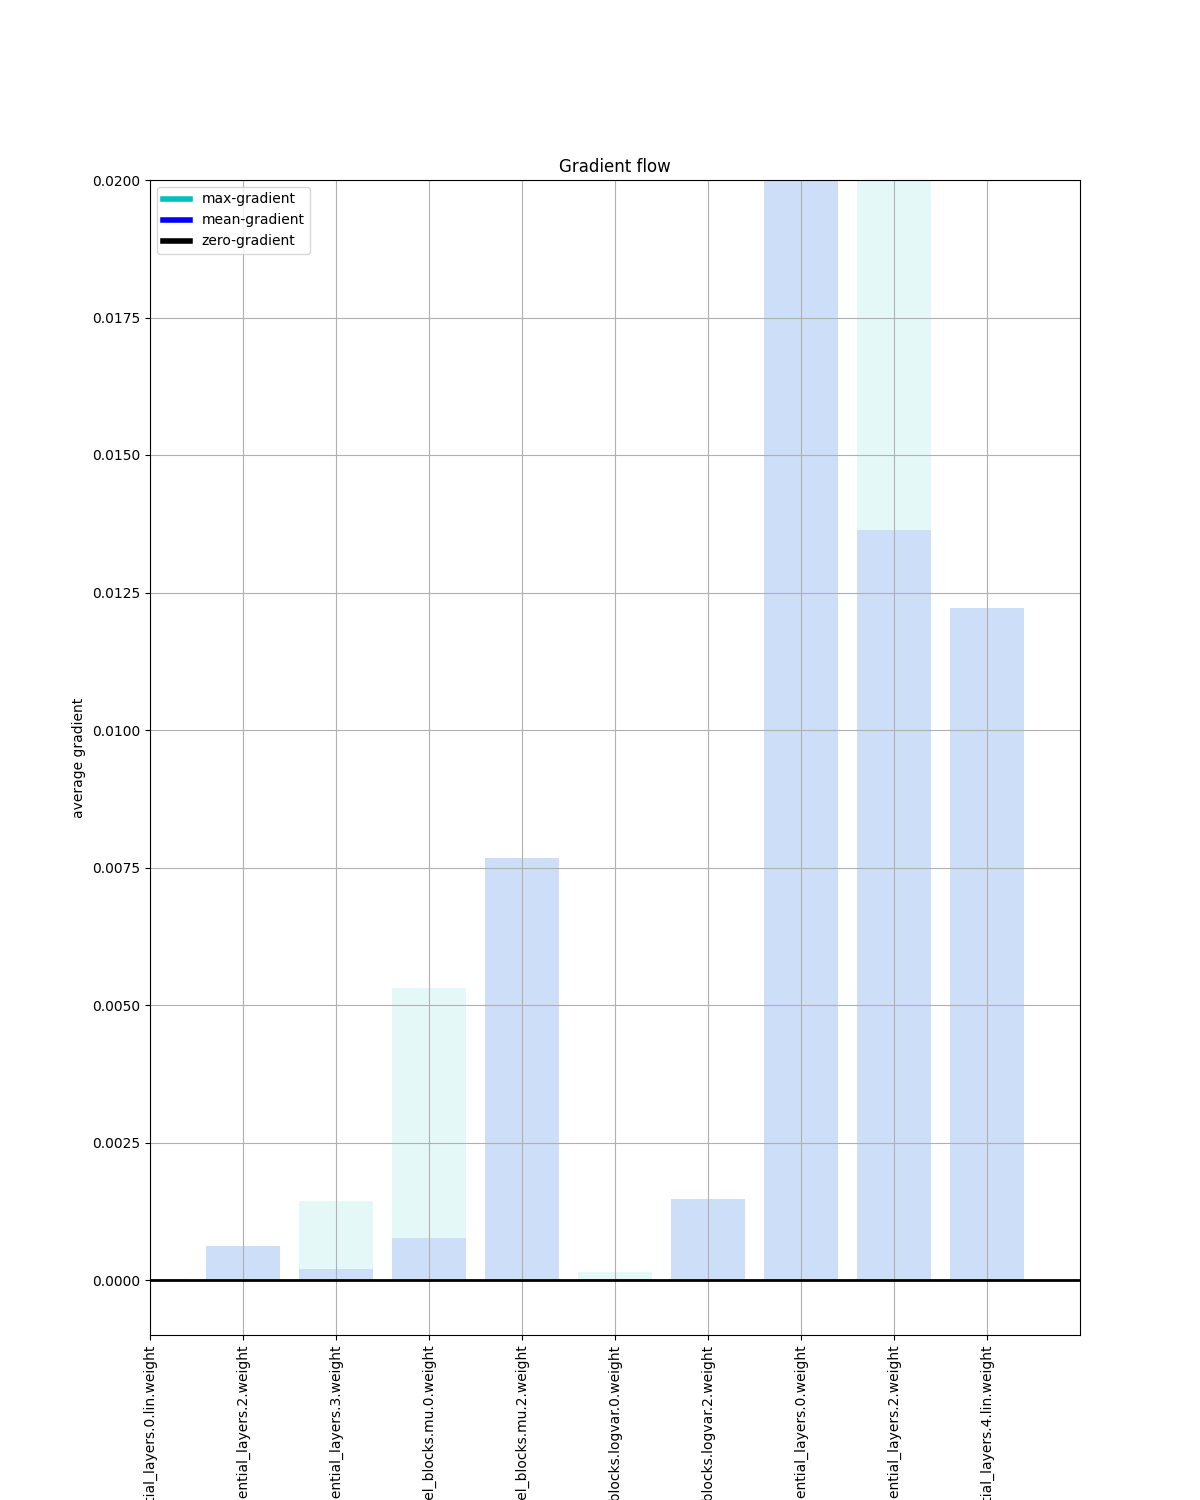 Gradient flow
max-gradient
mean-gradient
zero-gradient
average gradient
0.0200
0.0175
0.0150
0.0125
0.0100
0.0075
0.0050
0.0025
0.0000
tial_layers.0.lin.weight
ential_layers.2.weight
ential_layers.3.weight
el_blocks.mu.0.weight
el_blocks.mu.2.weight
blocks.logvar.0.weight
blocks.logvar.2.weight
ential_layers.0.weight
ential_layers.2.weight
tial_layers.4.lin.weight